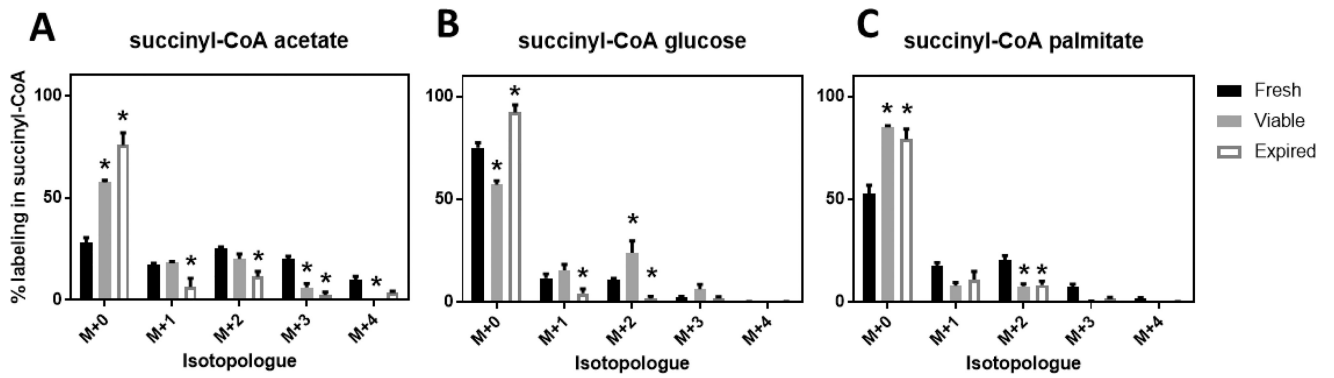 A
succinyl-CoA acetate
% labeling in succinyl-CoA
100
50
0
*
*
*
*
*
*
*
M+0
M+1
M+2
M+3
M+4
Isotopologue
B
succinyl-CoA glucose
100
50
0
*
*
*
*
*
M+0
M+1
M+2
M+3
M+4
Isotopologue
C
succinyl-CoA palmitate
100
50
0
* *
* *
M+0
M+1
M+2
M+3
M+4
Isotopologue
Fresh
Viable
Expired